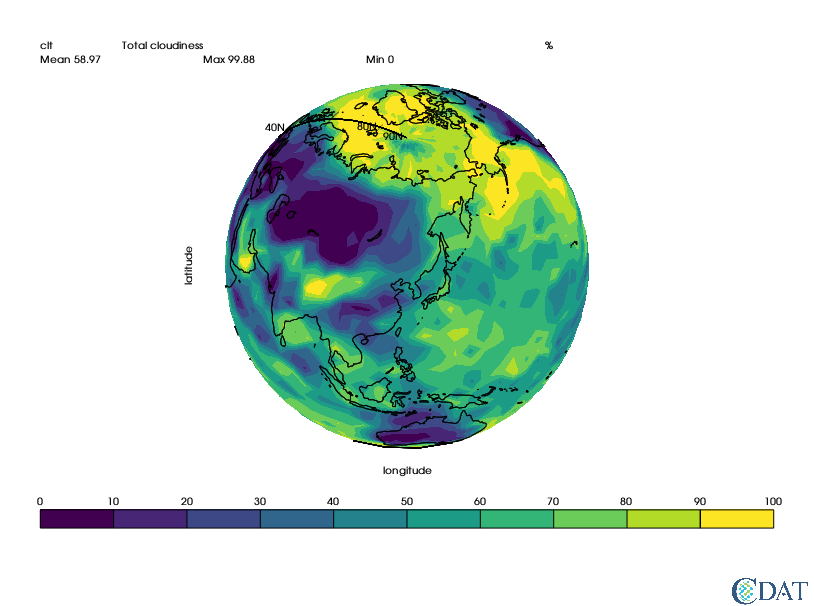 clt Total cloudiness %
Mean 58.97 Max 99.88 Min 0
40N 80N
90N
latitude
longitude
0 10 20 30 40 50 60 70 80 90 100
CDAT